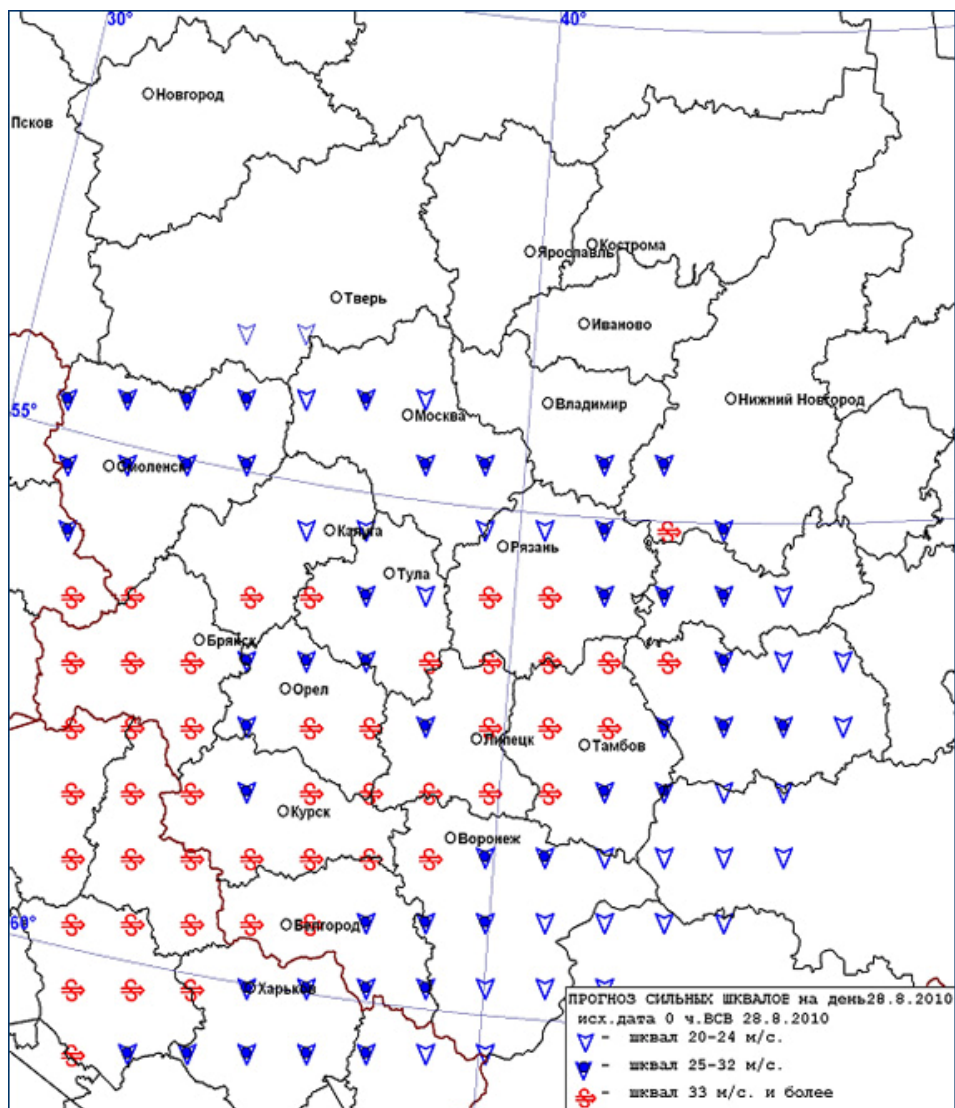 30°
40°
Новгород
Псков
Кострома
Ярославль
Тверь
Иваново
Нижний Новгород
Владимир
55°
Москва
Смоленск
Калуга
Рязань
Тула
Брянск
Орел
Липецк
Тамбов
Курск
Воронеж
60°
Белгород
Харьков
ПРОГНОЗ СИЛЬНЫХ ШКВАЛОВ на день28.8.2010
исх.дата 0 ч.ВСВ 28.8.2010
- шквал 20-24 м/с.
- шквал 25-32 м/с.
- шквал 33 м/с. и более